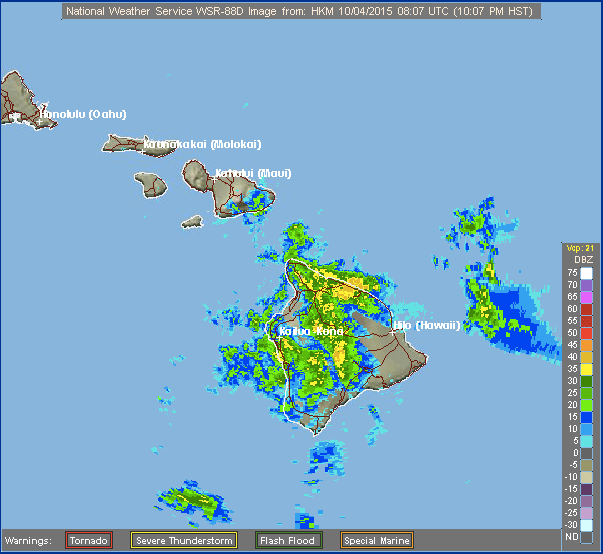 National Weather Service WSR-88D Image from: HKM 10/04/2015 08:07 UTC (10:07 PM HST)
Honolulu (Oahu)
Kaunakakai (Molokai)
Kahului (Maui)
Kailua-Kona
Hilo (Hawaii)
Vcp: 21
DBZ
75
70
65
60
55
50
45
40
35
30
25
20
15
10
5
0
-5
-10
-15
-20
-25
-30
ND
Warnings: Tornado Severe Thunderstorm Flash Flood Special Marine